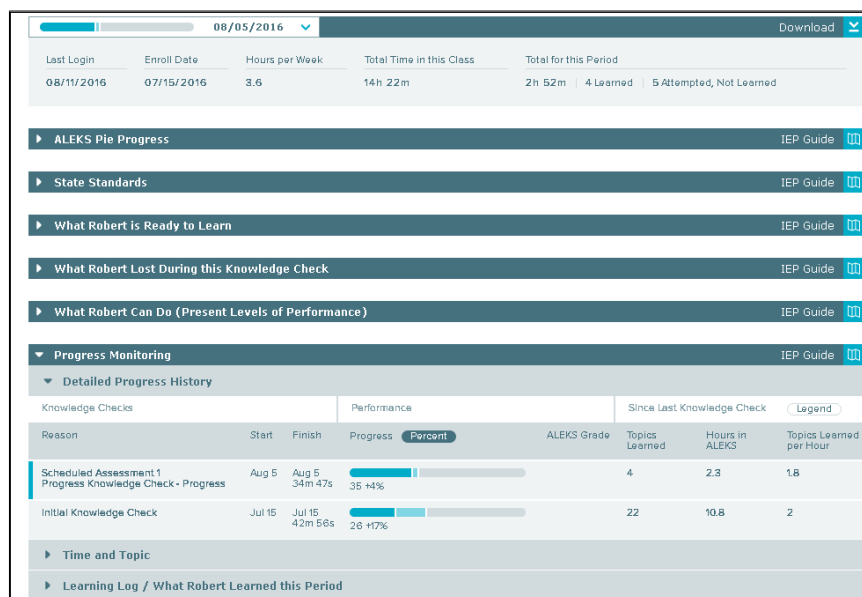 08/05/2016 Download
Last Login Enroll Date Hours per Week Total Time in this Class Total for this Period
08/11/2016 07/15/2016 3.6 14h 22m 2h 52m | 4 Learned | 5 Attempted, Not Learned
ALEKS Pie Progress IEP Guide
State Standards IEP Guide
What Robert is Ready to Learn IEP Guide
What Robert Lost During this Knowledge Check IEP Guide
What Robert Can Do (Present Levels of Performance) IEP Guide
Progress Monitoring IEP Guide
Detailed Progress History
Knowledge Checks Performance Since Last Knowledge Check Legend
Reason Start Finish Progress Percent ALEKS Grade Topics Learned Hours in ALEKS Topics Learned per Hour
Scheduled Assessment 1 Aug 5 Aug 5 4 2.3 1.8
Progress Knowledge Check - Progress 34m 47s 35 +4%
Initial Knowledge Check Jul 15 Jul 15 22 10.8 2
42m 56s 26 +17%
Time and Topic
Learning Log / What Robert Learned this Period